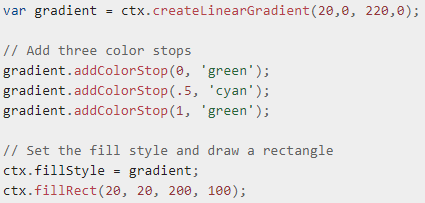 var gradient = ctx.createLinearGradient(20,0, 220,0);
// Add three color stops
gradient.addColorStop(0, 'green');
gradient.addColorStop(.5, 'cyan');
gradient.addColorStop(1, 'green');
// Set the fill style and draw a rectangle
ctx.fillStyle = gradient;
ctx.fillRect(20, 20, 200, 100);